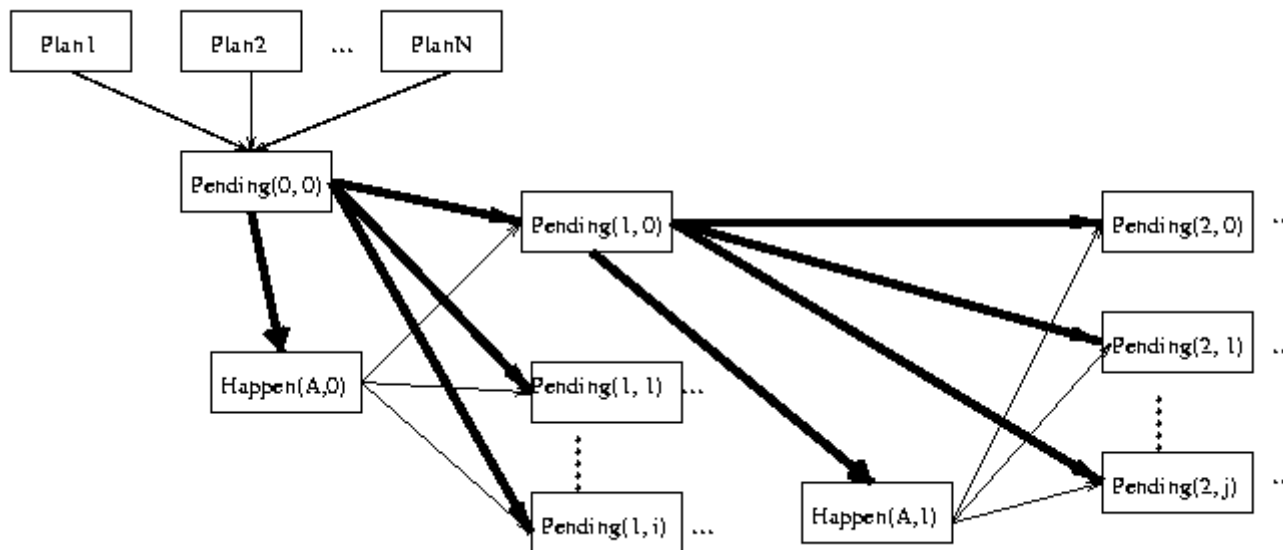 Plan1 Plan2 ... PlanN
Pending(0, 0)
Pending(1, 0) Pending(2, 0) ...
Pending(2, 1) ...
Happen(A,0) Pending(1, 1) ...
Pending(2, j) ...
Happen(A,1)
Pending(1, i) ...